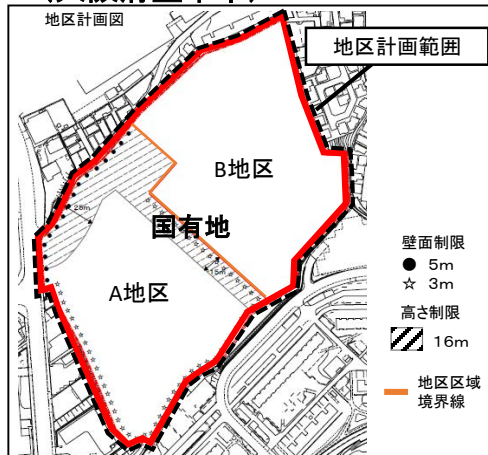 地区計画図
地区計画範囲
B地区
国有地
A地区
25m
15m
壁面制限
● 5m
☆ 3m
高さ制限
16m
地区区域
境界線